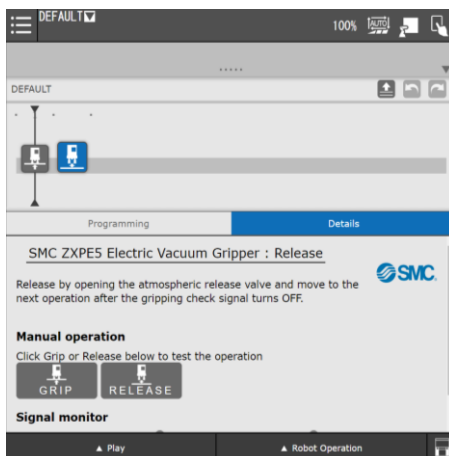 DEFAULT
100%
AUTO
DEFAULT
Programming
Details
SMC ZXPE5 Electric Vacuum Gripper : Release
SMC.
Release by opening the atmospheric release valve and move to the
next operation after the gripping check signal turns OFF.
Manual operation
Click Grip or Release below to test the operation
GRIP
RELEASE
Signal monitor
▲ Play
▲ Robot Operation